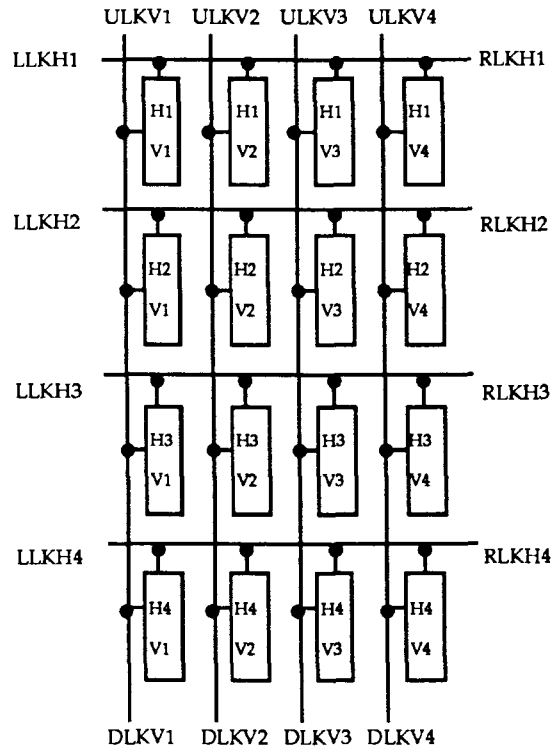 ULKV1 ULKV2 ULKV3 ULKV4
LLKH1 RLKH1
H1 H1 H1 H1
V1 V2 V3 V4
LLKH2 RLKH2
H2 H2 H2 H2
V1 V2 V3 V4
LLKH3 RLKH3
H3 H3 H3 H3
V1 V2 V3 V4
LLKH4 RLKH4
H4 H4 H4 H4
V1 V2 V3 V4
DLKV1 DLKV2 DLKV3 DLKV4